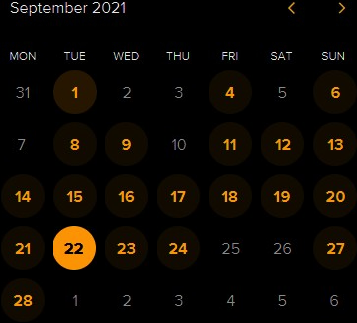 September 2021
MON TUE WED THU FRI SAT SUN
31 1 2 3 4 5 6
7 8 9 10 11 12 13
14 15 16 17 18 19 20
21 22 23 24 25 26 27
28 1 2 3 4 5 6